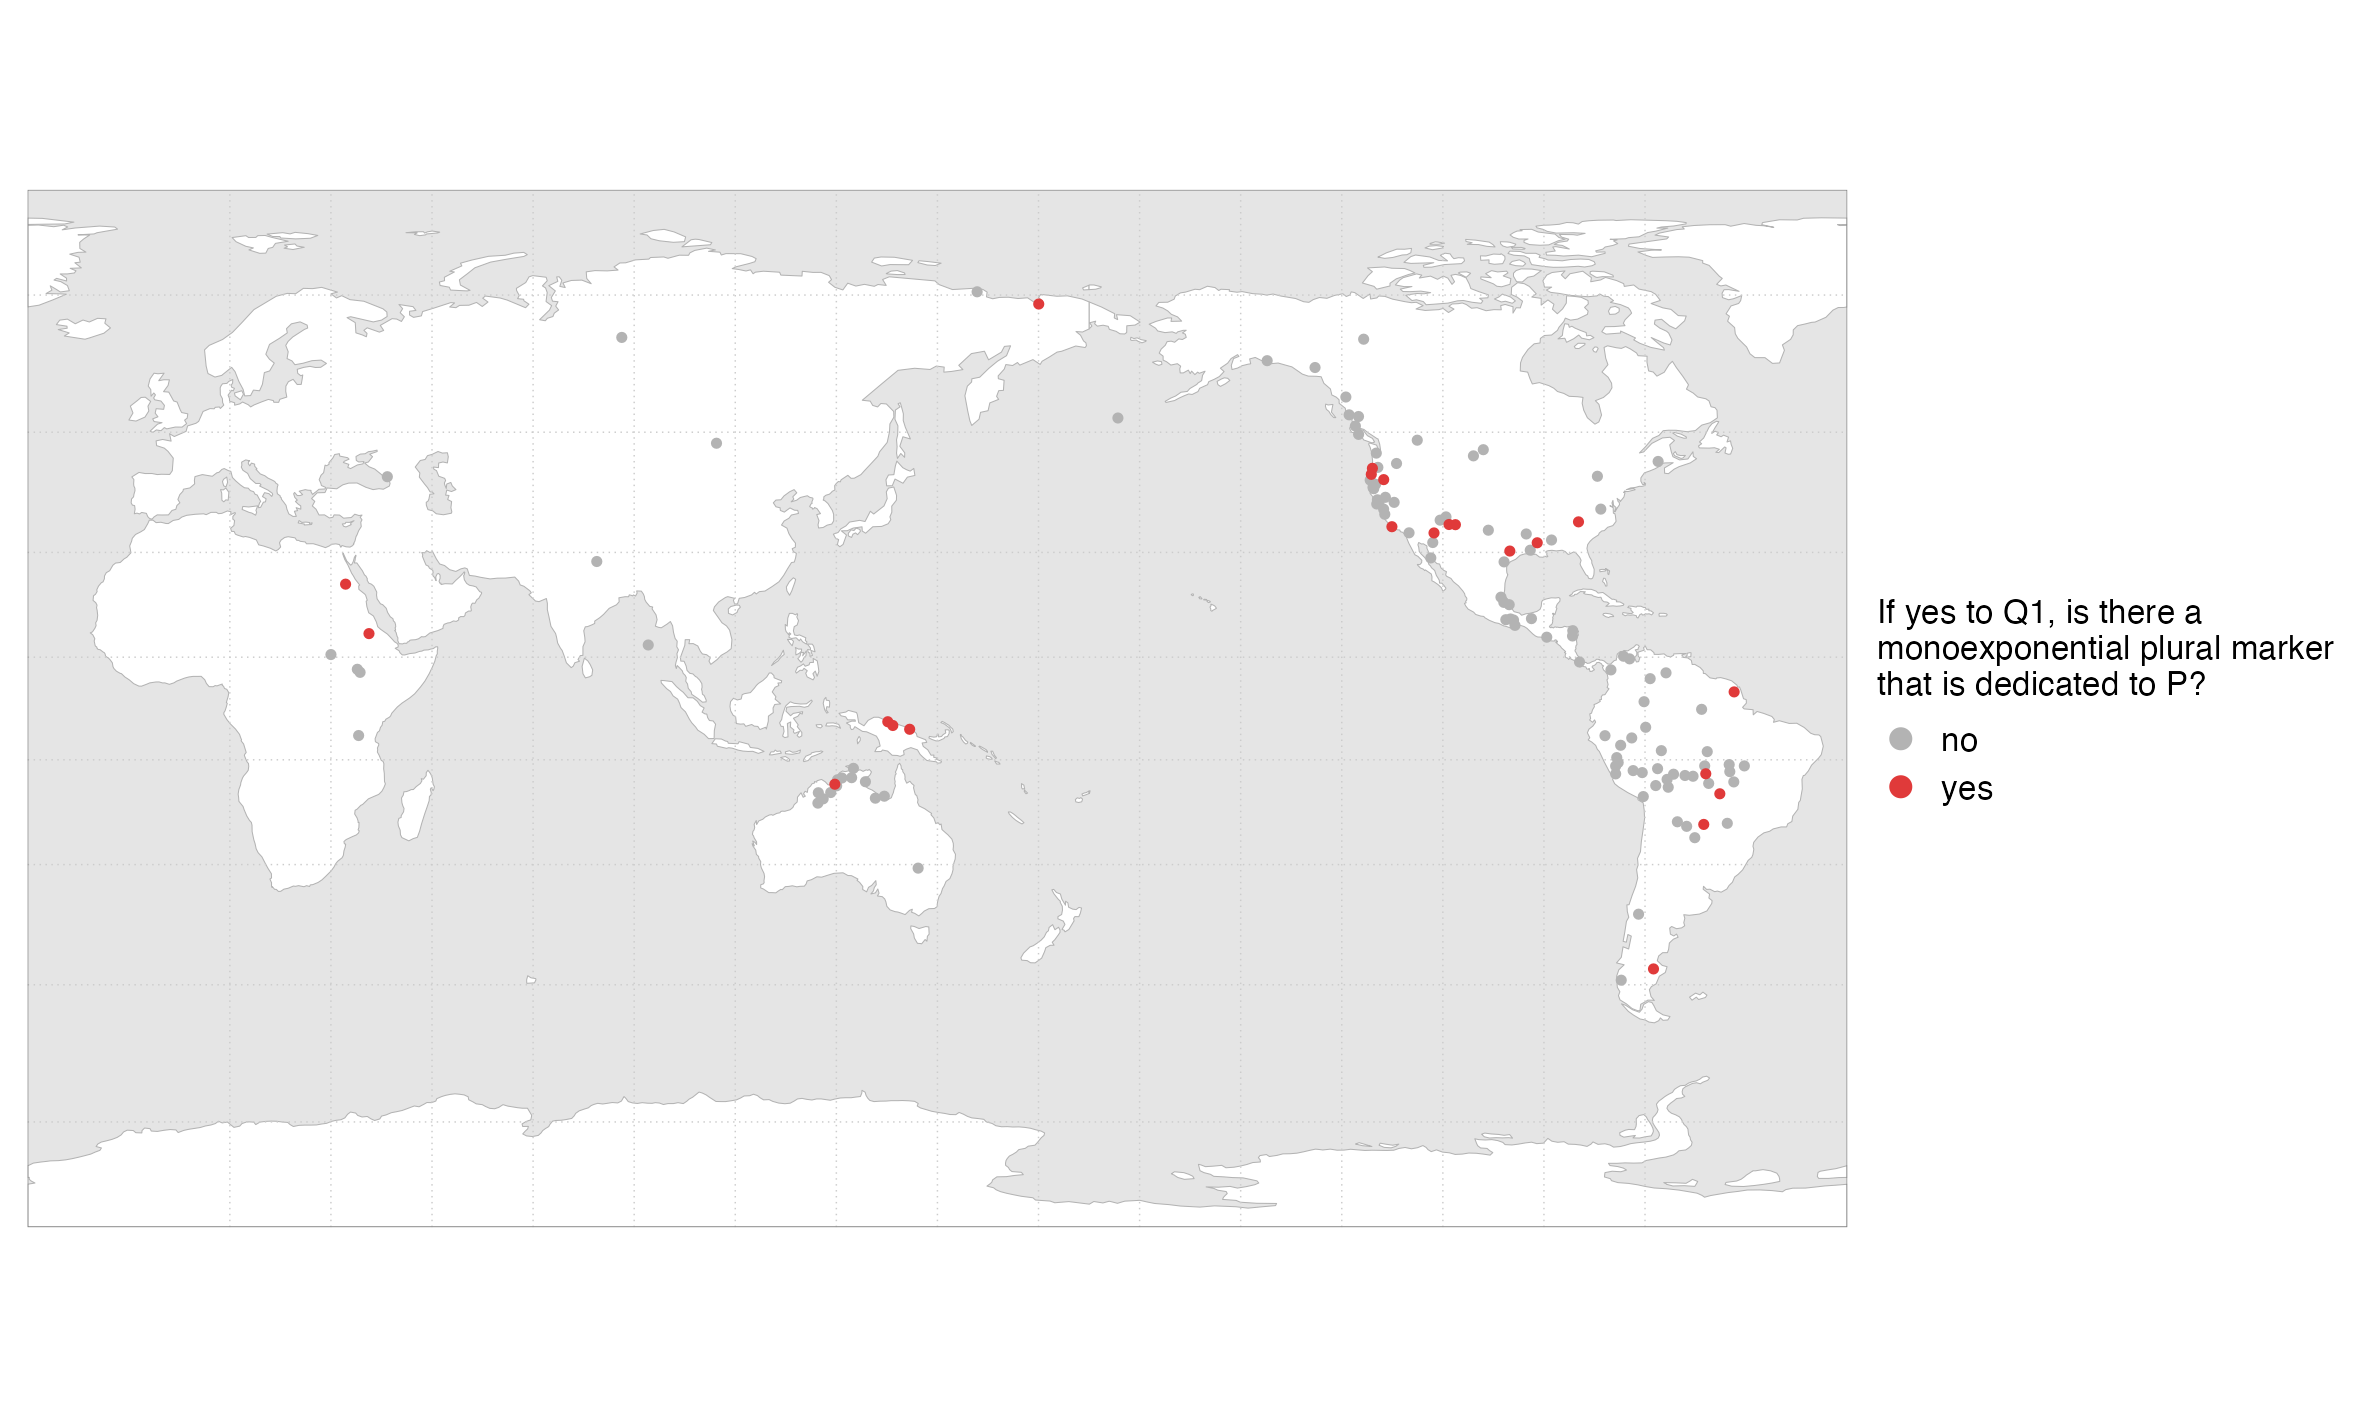 If yes to Q1, is there a
monoexponential plural marker
that is dedicated to P?
no
yes